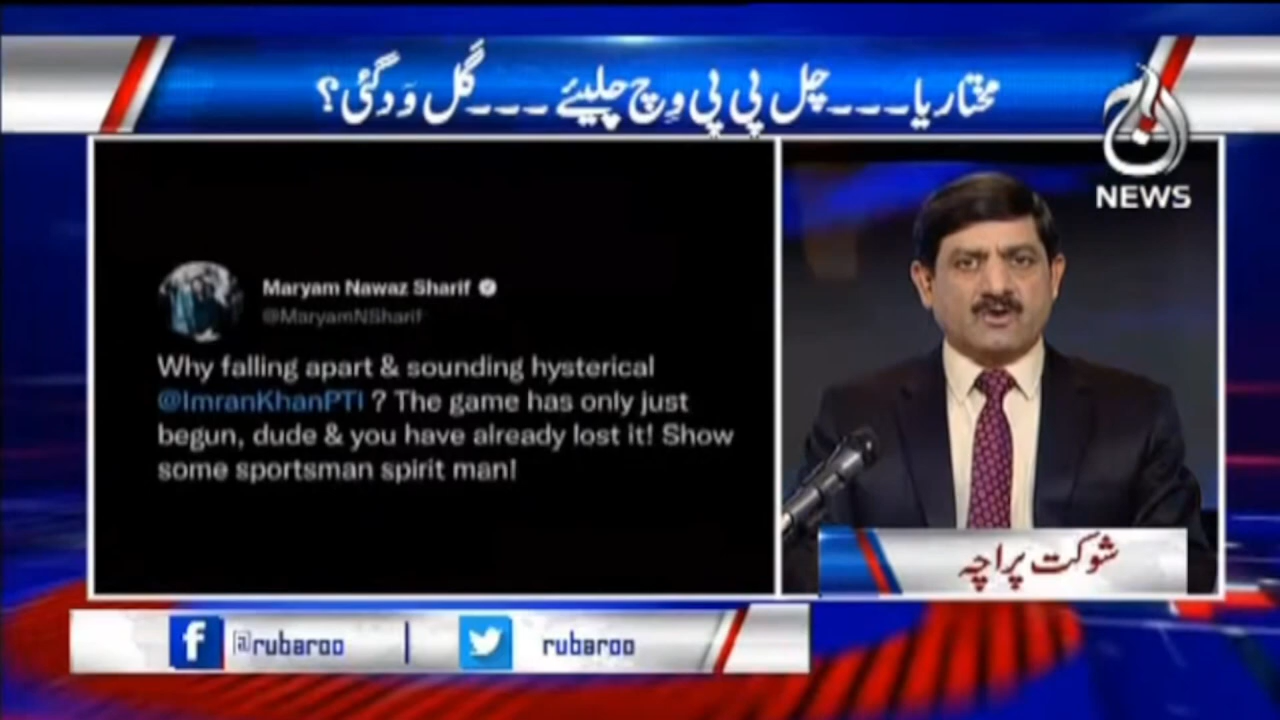 مختاریا۔۔۔چل پی پی وِچ چلیئے ۔۔۔گَل وَدگئی؟
آج
NEWS
Maryam Nawaz Sharif
@MaryamNSharif
Why falling apart & sounding hysterical
@ImranKhanPTI ? The game has only just
begun, dude & you have already lost it! Show
some sportsman spirit man!
شوکت پراچہ
@rubaroo | rubaroo